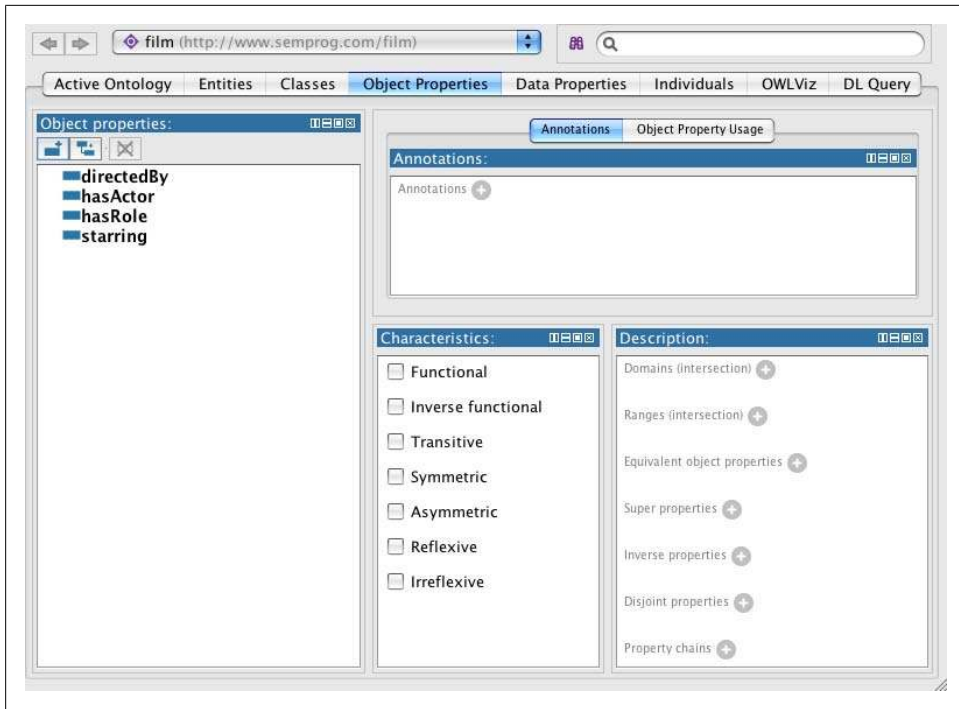 film (http://www.semprog.com/film)
Active Ontology Entities Classes Object Properties Data Properties Individuals OWLViz DL Query
Object properties:
directedBy
hasActor
hasRole
starring
Annotations Object Property Usage
Annotations:
Annotations
Characteristics:
Functional
Inverse functional
Transitive
Symmetric
Asymmetric
Reflexive
Irreflexive
Description:
Domains (intersection)
Ranges (intersection)
Equivalent object properties
Super properties
Inverse properties
Disjoint properties
Property chains